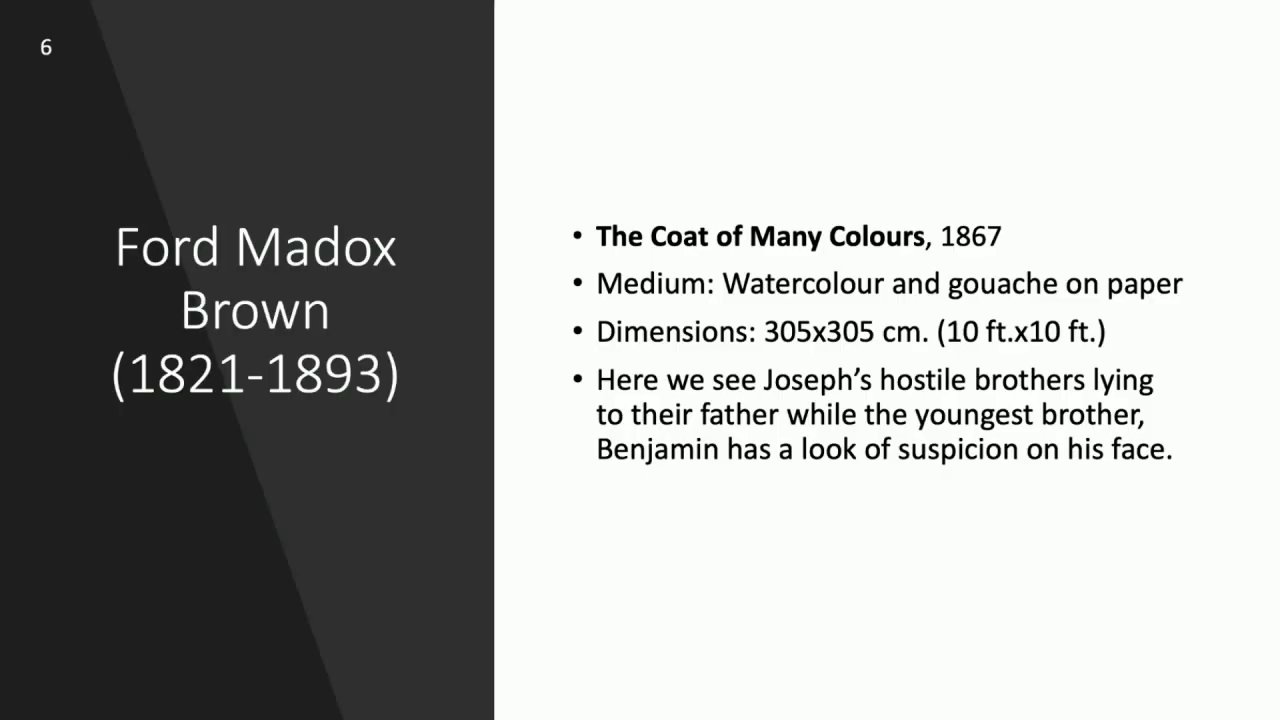 6
Ford Madox
Brown
(1821-1893)
• The Coat of Many Colours, 1867
• Medium: Watercolour and gouache on paper
• Dimensions: 305x305 cm. (10 ft.x10 ft.)
• Here we see Joseph’s hostile brothers lying
to their father while the youngest brother,
Benjamin has a look of suspicion on his face.